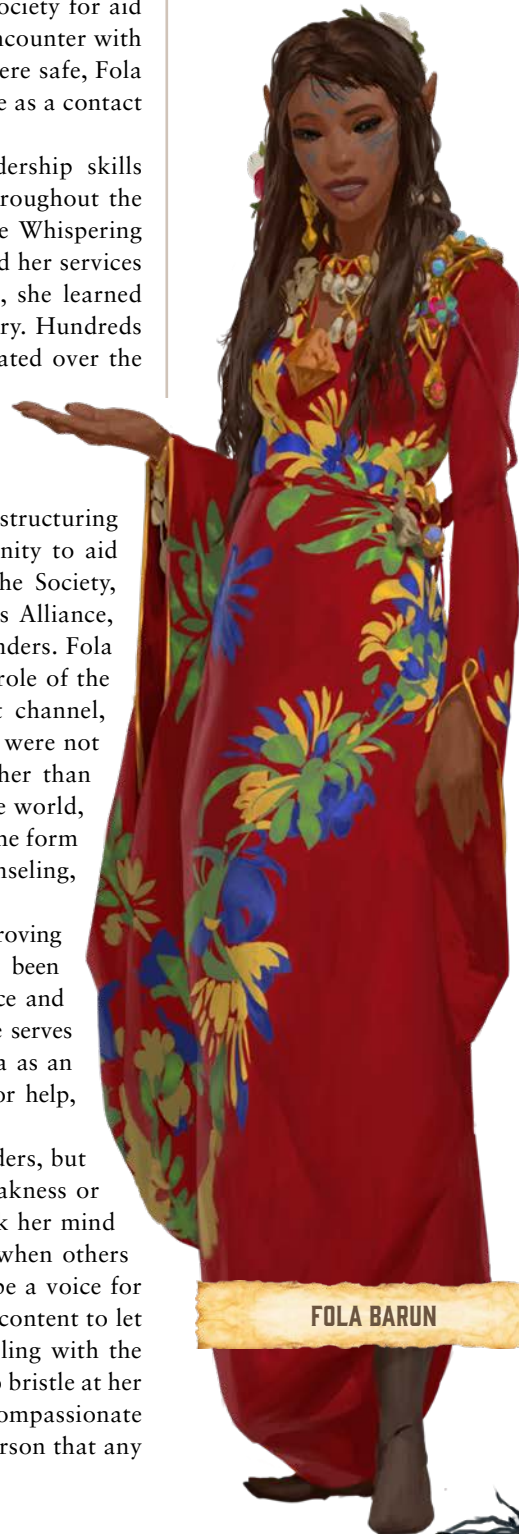 ociety for aid
ncounter with
ere safe, Fola
e as a contact
dership skills
roughout the
e Whispering
d her services
, she learned
ry. Hundreds
ated over the
structuring
nity to aid
he Society,
s Alliance,
nders. Fola
role of the
t channel,
were not
her than
e world,
he form
nseling,
roving
been
ce and
e serves
a as an
or help,
ders, but
akness or
k her mind
when others
be a voice for
content to let
ling with the
o bristle at her
ompassionate
rson that any
FOLA BARUN